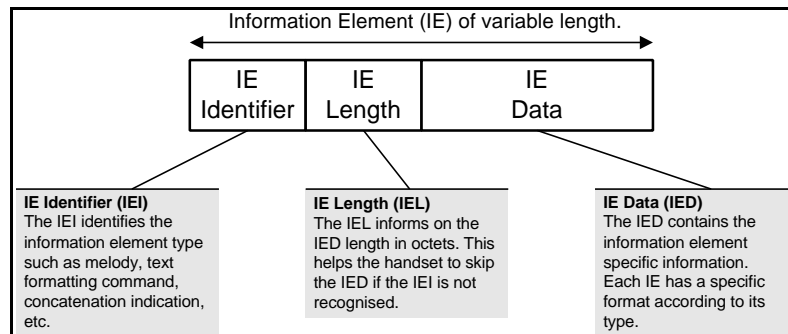 Information Element (IE) of variable length.
IE
Identifier
IE
Length
IE
Data
IE Identifier (IEI)
The IEI identifies the
information element type
such as melody, text
formatting command,
concatenation indication,
etc.
IE Length (IEL)
The IEL informs on the
IED length in octets. This
helps the handset to skip
the IED if the IEI is not
recognised.
IE Data (IED)
The IED contains the
information element
specific information.
Each IE has a specific
format according to its
type.